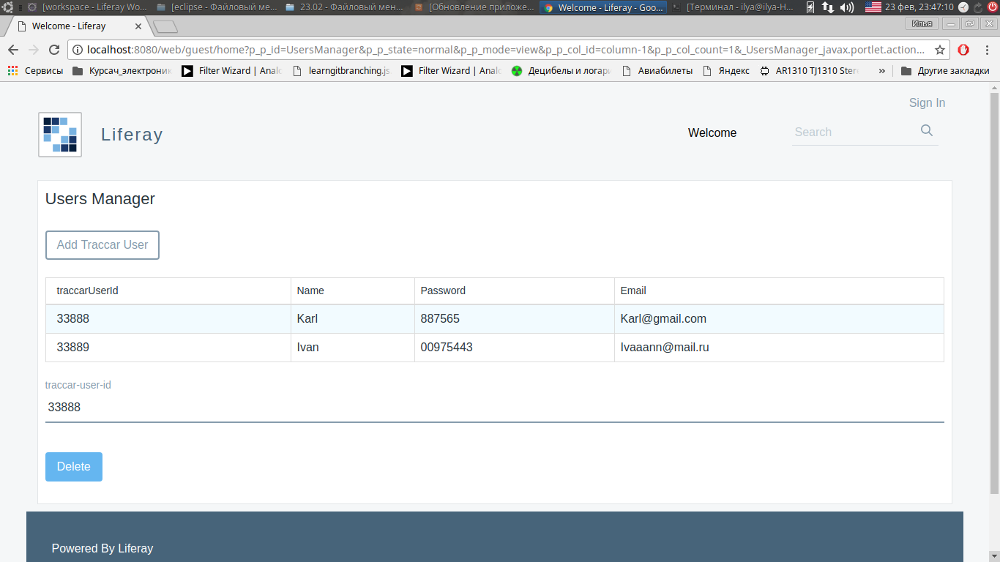 [workspace - Liferay Wo... [eclipse - Файловый ме... 23.02 - Файловый мен... [Обновление приложе... Welcome - Liferay - Goo... [Терминал - ilya@ilya-H... 23 фев, 23:47:10
Welcome - Liferay Илья
localhost:8080/web/guest/home?p_p_id=UsersManager&p_p_state=normal&p_p_mode=view&p_p_col_id=column-1&p_p_col_count=1&_UsersManager_javax.portlet.action...
Сервисы Курсач_электроник Filter Wizard | Analo learngitbranching.js Filter Wizard | Analo Децибелы и логари Авиабилеты Яндекс AR1310 TJ1310 Ster » Другие закладки
Sign In
Liferay Welcome Search
Users Manager
Add Traccar User
traccarUserId Name Password Email
33888 Karl 887565 Karl@gmail.com
33889 Ivan 00975443 Ivaaann@mail.ru
traccar-user-id
33888
Delete
Powered By Liferay